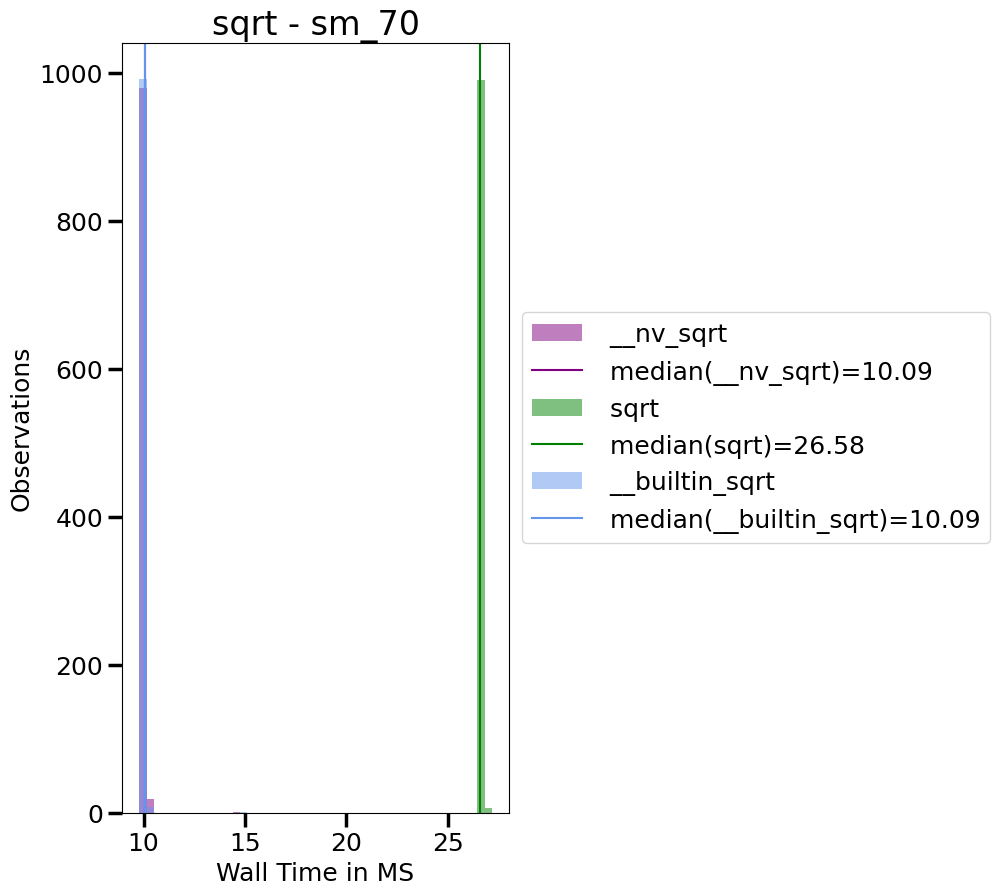 sqrt - sm_70
1000
800
600
400
200
0
Observations
10
15
20
25
Wall Time in MS
__nv_sqrt
median(__nv_sqrt)=10.09
sqrt
median(sqrt)=26.58
__builtin_sqrt
median(__builtin_sqrt)=10.09